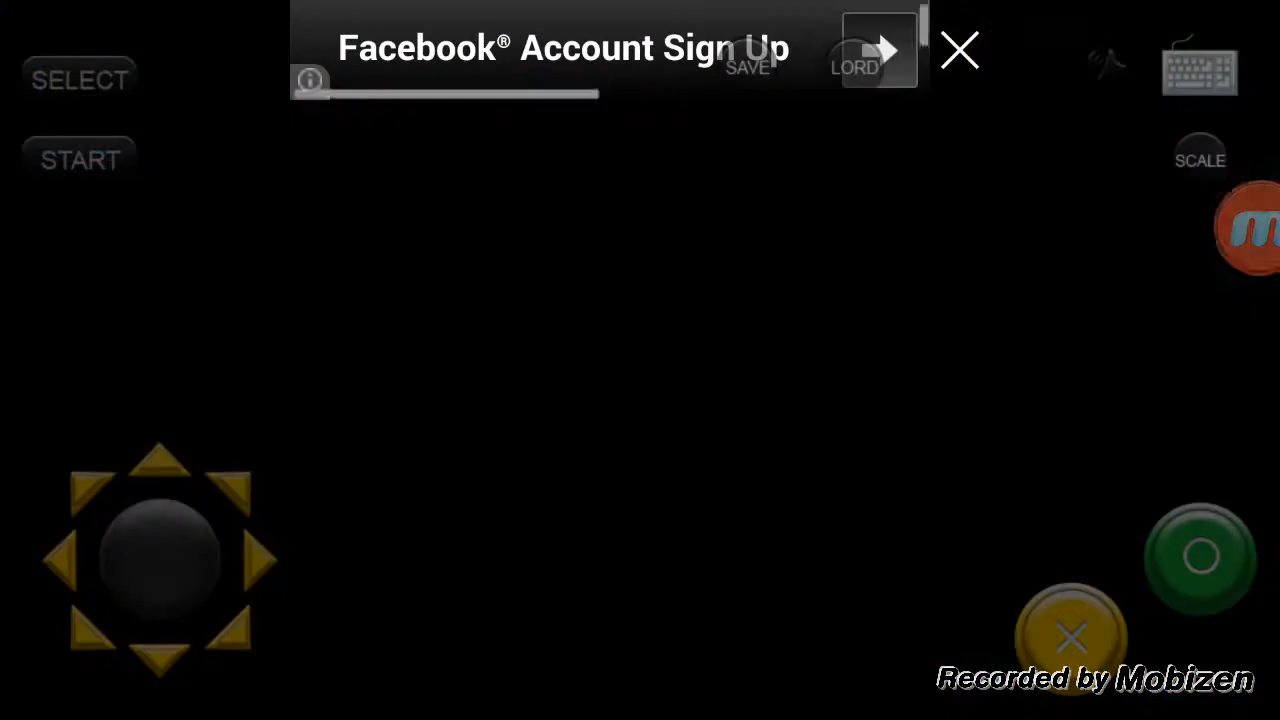 Facebook® Account Sign Up
SAVE
LORD
SELECT
START
SCALE
m
Recorded by Mobizen